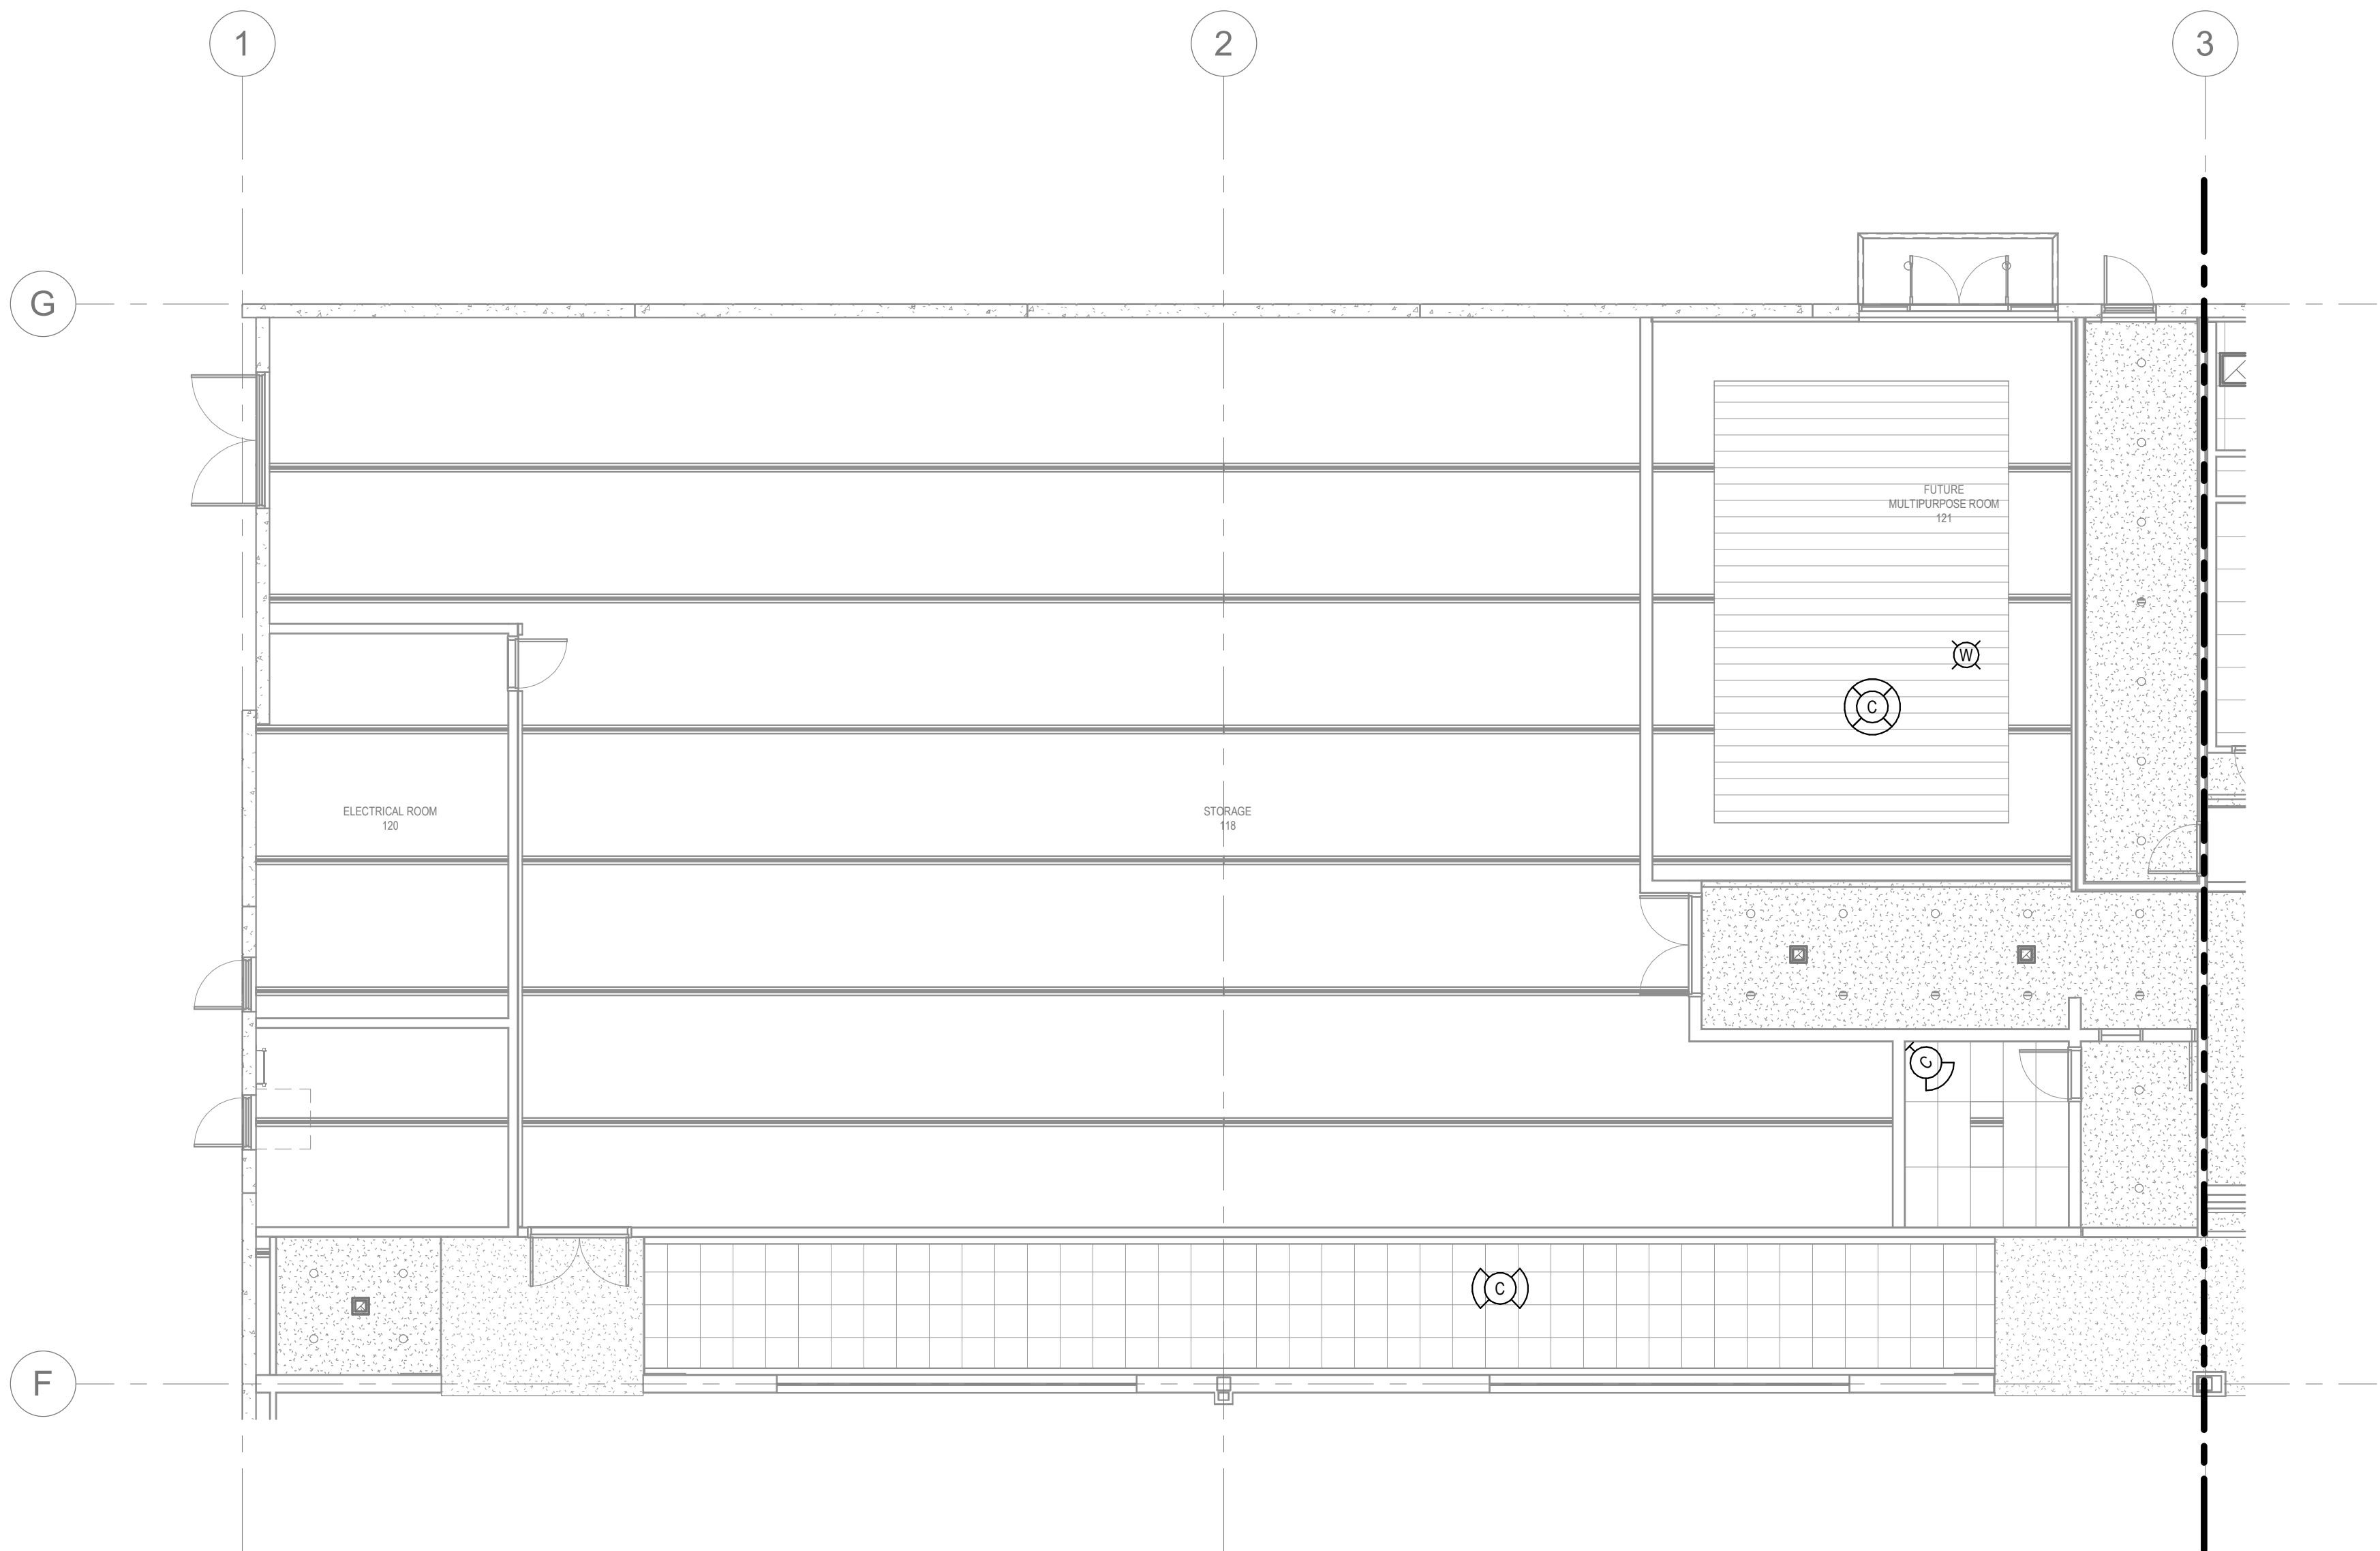 1
2
3
G
FUTURE
MULTIPURPOSE ROOM
121
W
C
ELECTRICAL ROOM
120
STORAGE
118
C
C
F